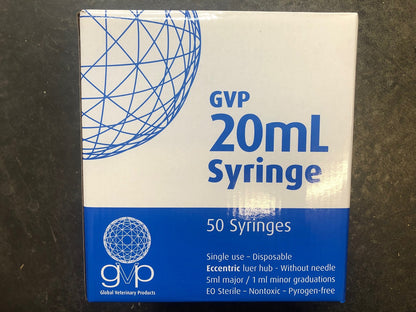 GVP
20mL
Syringe
50 Syringes
Single use – Disposable
Eccentric luer hub - Without needle
5ml major / 1 ml minor graduations
EO Sterile – Nontoxic – Pyrogen-free
gvp
Global Veterinary Products